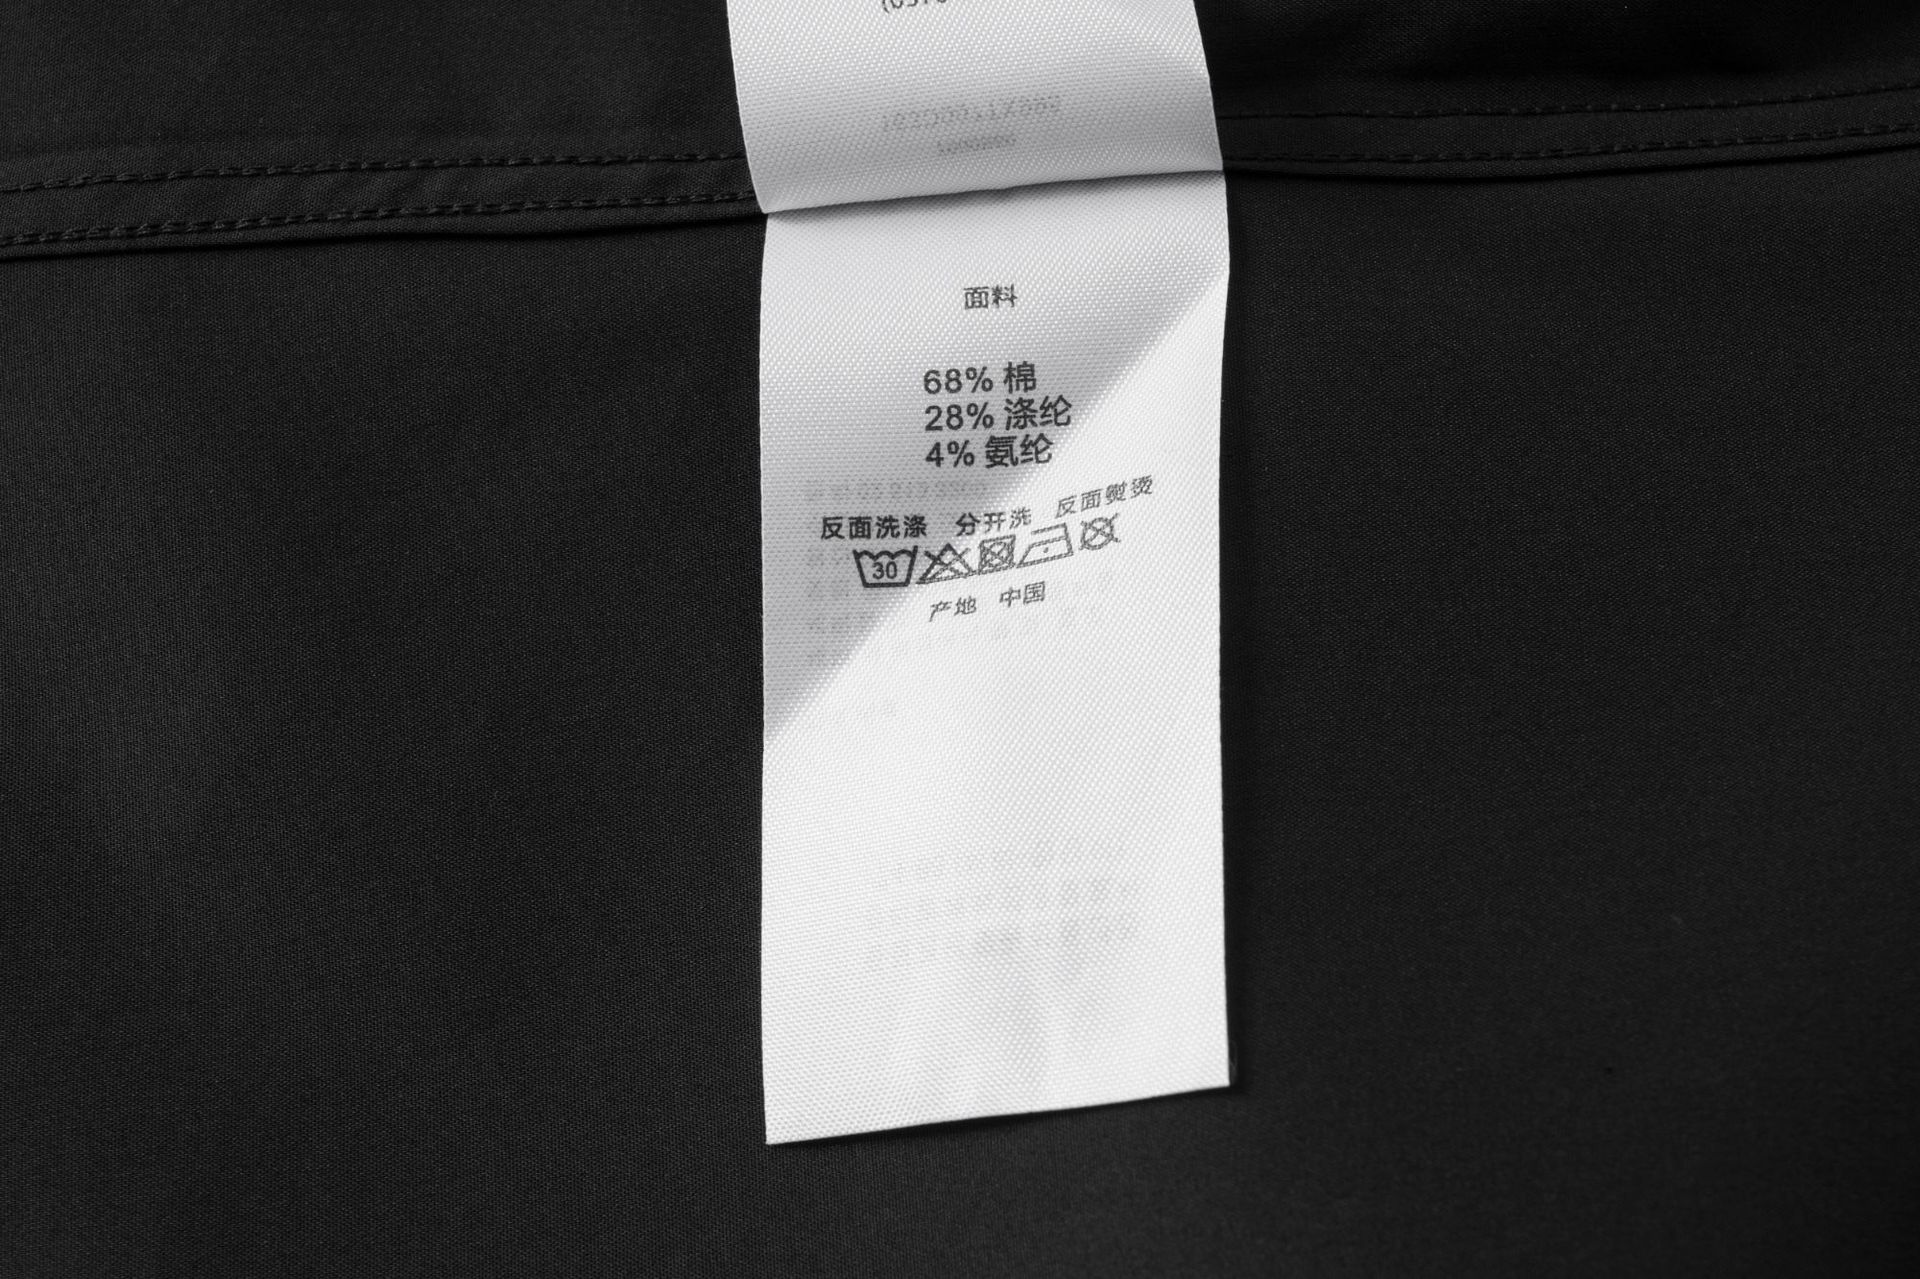 面料
68% 棉
28% 涤纶
4% 氨纶
反面洗涤 分开洗 反面熨烫
30
产地 中国